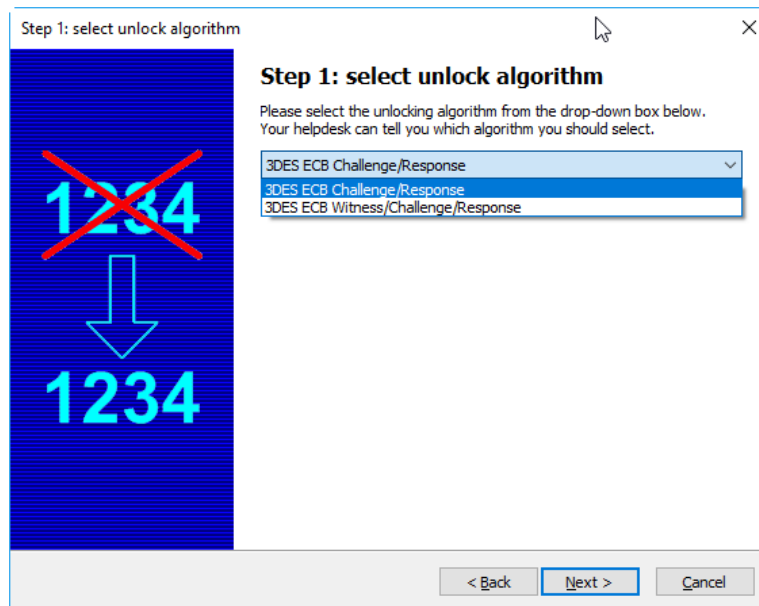 Step 1: select unlock algorithm
Step 1: select unlock algorithm
Please select the unlocking algorithm from the drop-down box below.
Your helpdesk can tell you which algorithm you should select.
3DES ECB Challenge/Response
3DES ECB Challenge/Response
3DES ECB Witness/Challenge/Response
1234
1234
< Back
Next >
Cancel